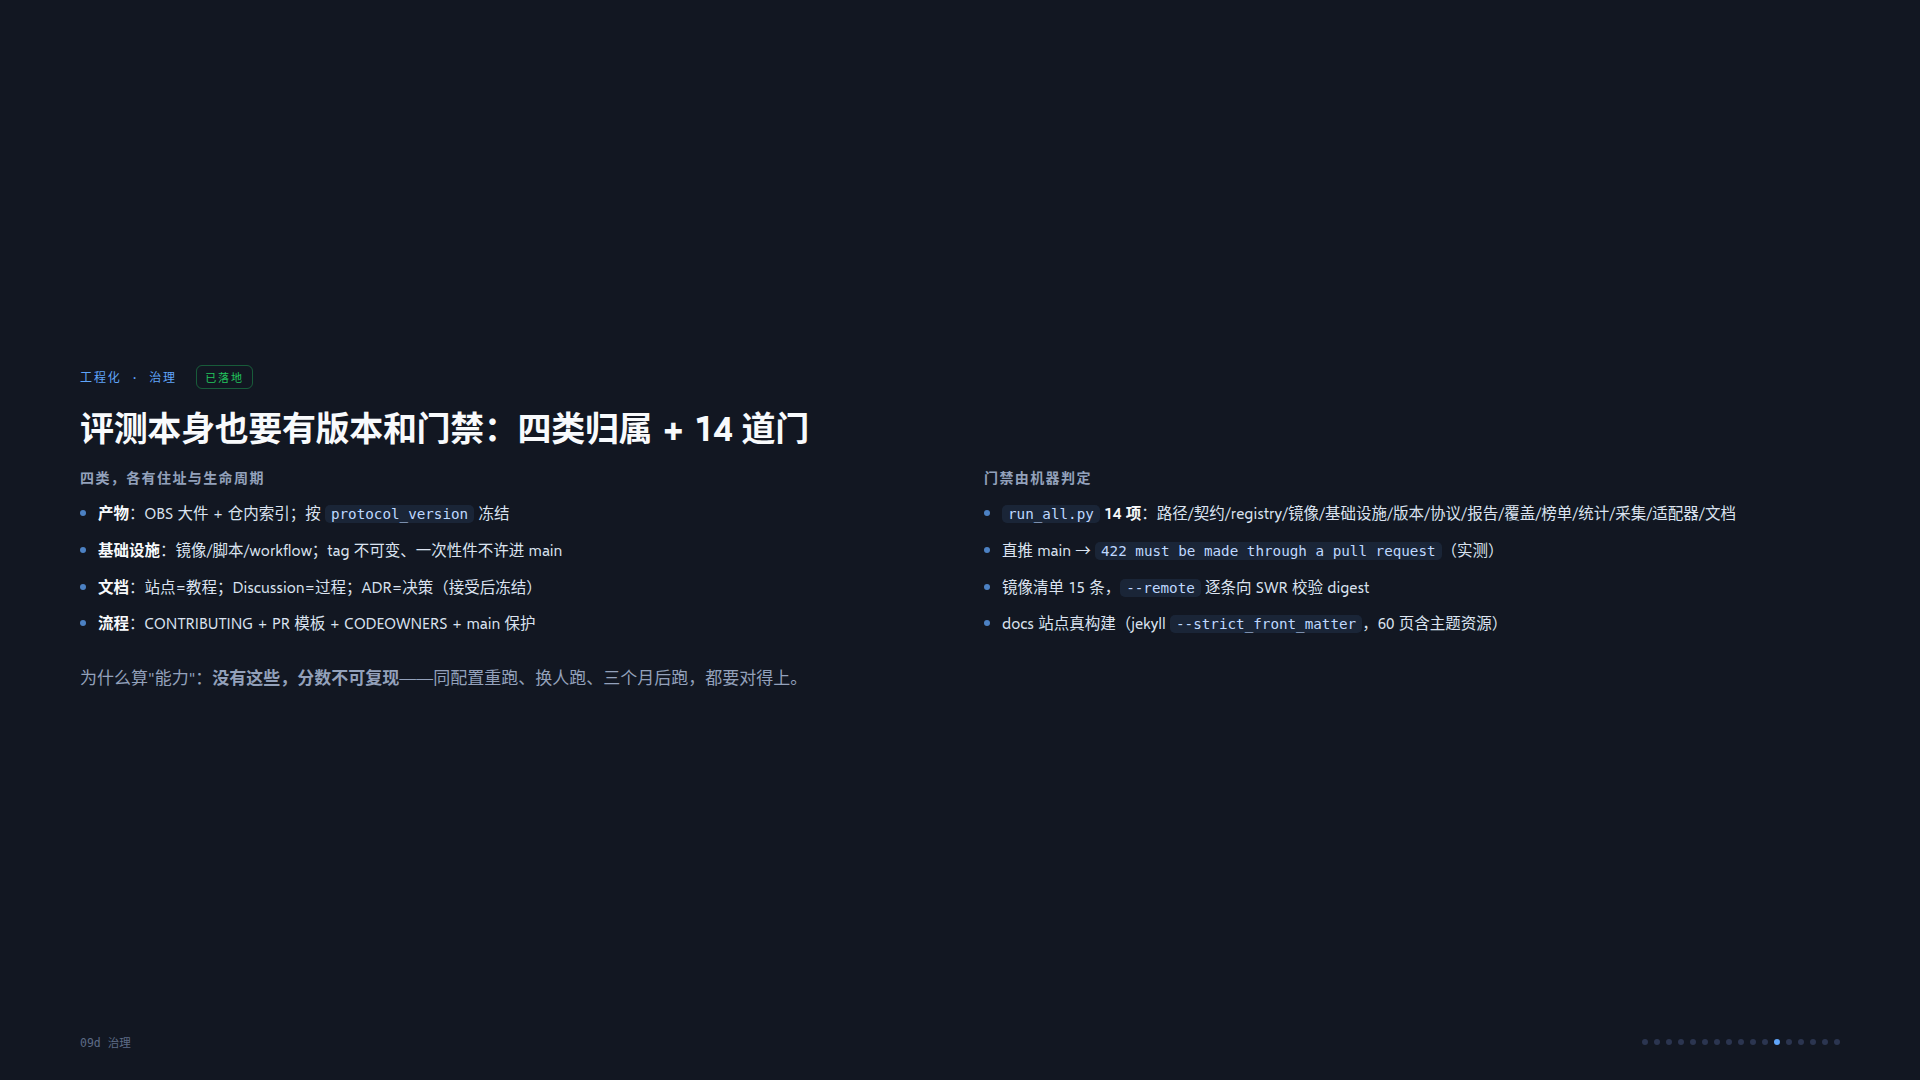 工程化 · 治理 已落地
评测本身也要有版本和门禁：四类归属 + 14 道门
四类，各有住址与生命周期
产物：OBS 大件 + 仓内索引；按 protocol_version 冻结
基础设施：镜像/脚本/workflow；tag 不可变、一次性件不许进 main
文档：站点=教程；Discussion=过程；ADR=决策（接受后冻结）
流程：CONTRIBUTING + PR 模板 + CODEOWNERS + main 保护
门禁由机器判定
run_all.py 14 项：路径/契约/registry/镜像/基础设施/版本/协议/报告/覆盖/榜单/统计/采集/适配器/文档
直推 main → 422 must be made through a pull request（实测）
镜像清单 15 条，--remote 逐条向 SWR 校验 digest
docs 站点真构建（jekyll --strict_front_matter，60 页含主题资源）
为什么算"能力"：没有这些，分数不可复现——同配置重跑、换人跑、三个月后跑，都要对得上。
09d 治理